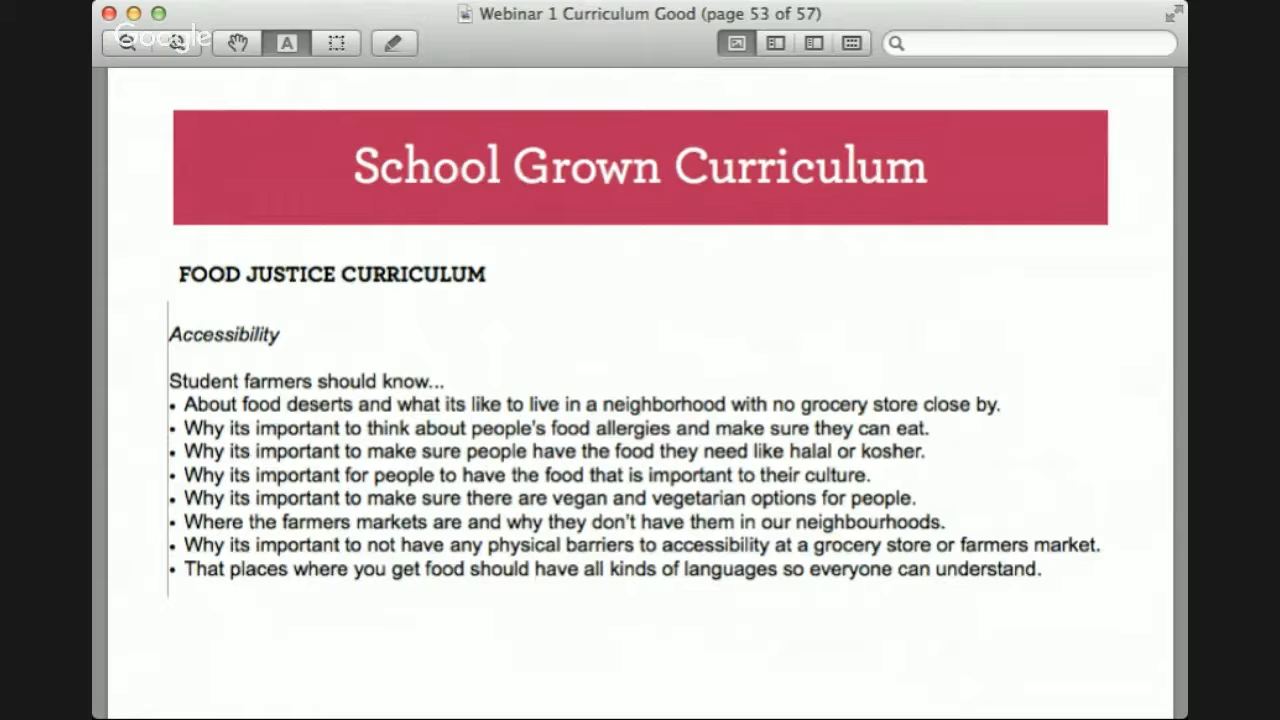 Webinar 1 Curriculum Good (page 53 of 57)
Google
A
School Grown Curriculum
FOOD JUSTICE CURRICULUM
Accessibility
Student farmers should know...
• About food deserts and what its like to live in a neighborhood with no grocery store close by.
• Why its important to think about people's food allergies and make sure they can eat.
• Why its important to make sure people have the food they need like halal or kosher.
• Why its important for people to have the food that is important to their culture.
• Why its important to make sure there are vegan and vegetarian options for people.
• Where the farmers markets are and why they don't have them in our neighbourhoods.
• Why its important to not have any physical barriers to accessibility at a grocery store or farmers market.
• That places where you get food should have all kinds of languages so everyone can understand.